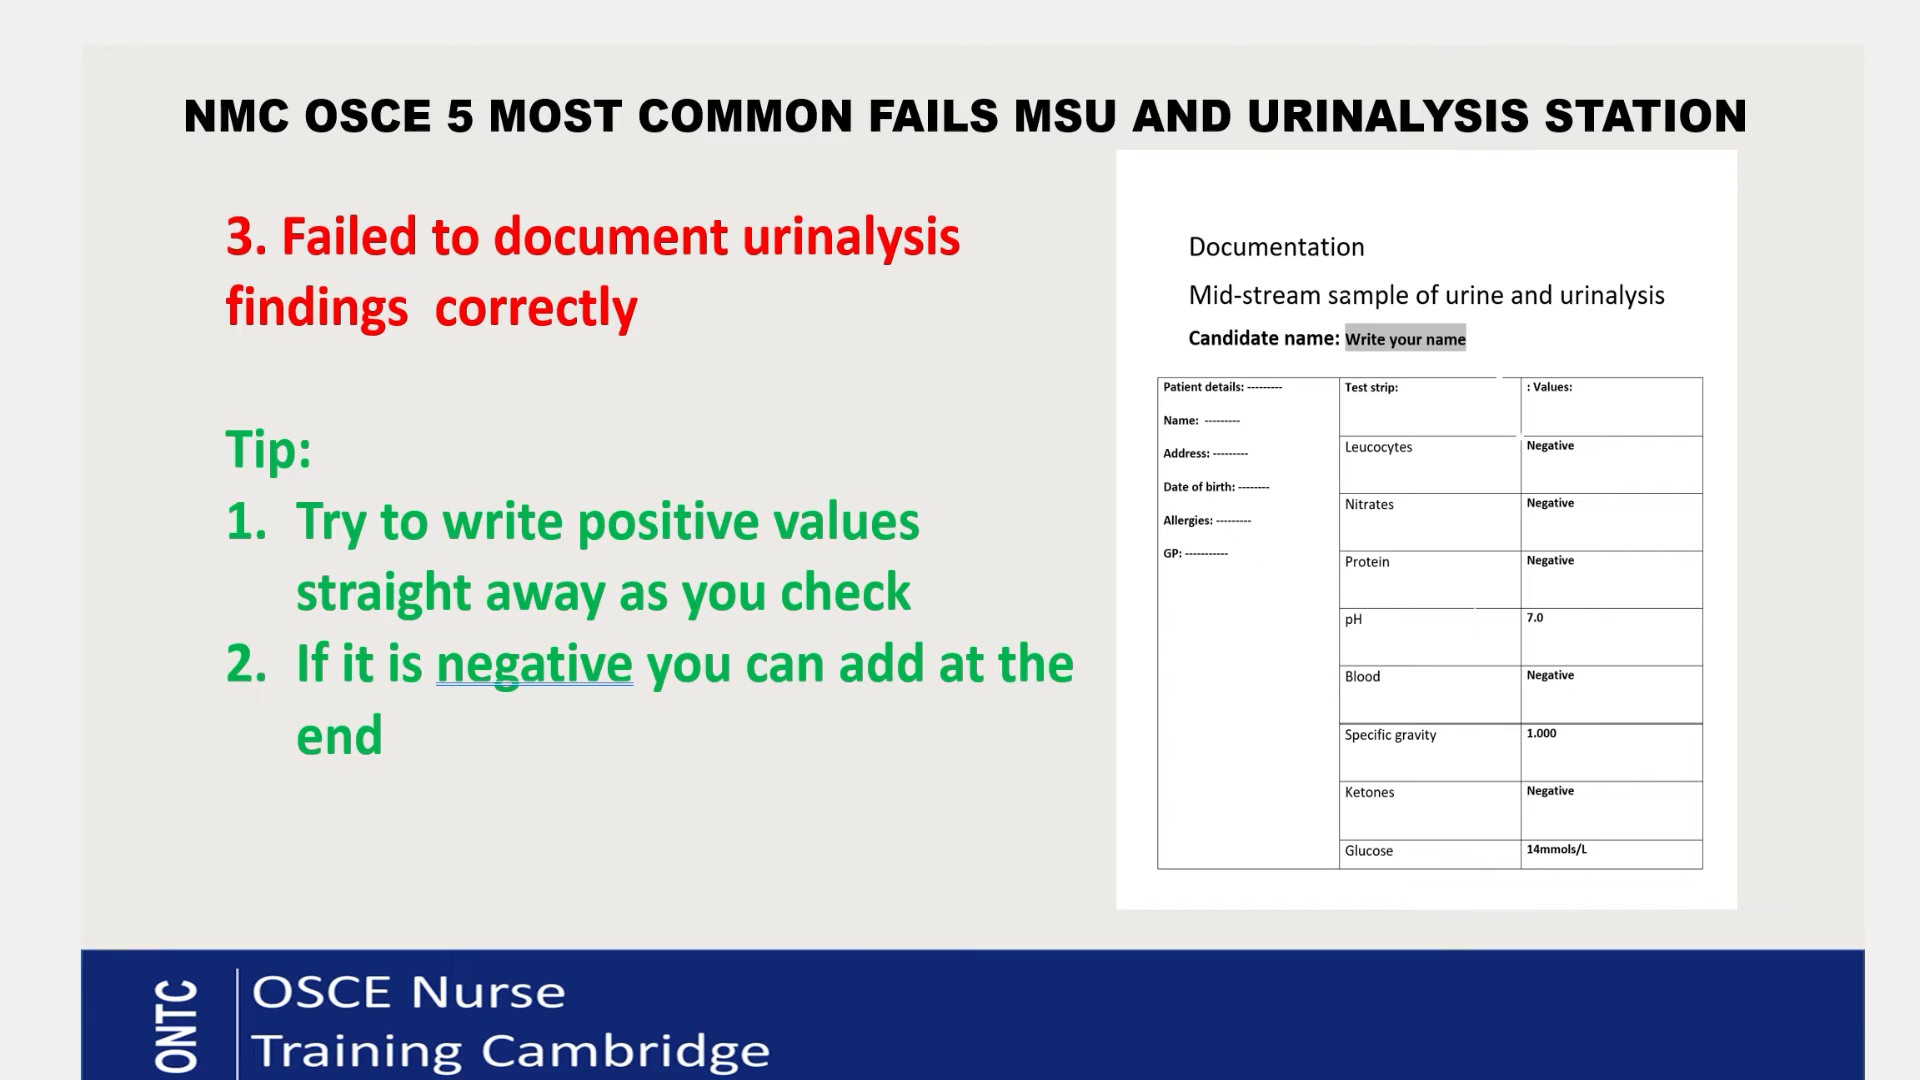 NMC OSCE 5 MOST COMMON FAILS MSU AND URINALYSIS STATION
3. Failed to document urinalysis
findings correctly
Tip:
1. Try to write positive values
straight away as you check
2. If it is negative you can add at the
end
Documentation
Mid-stream sample of urine and urinalysis
Candidate name: Write your name
Patient details: ---------
Name: ---------
Address: ---------
Date of birth: --------
Allergies: ---------
GP: -----------
Test strip: : Values:
Leucocytes Negative
Nitrates Negative
Protein Negative
pH 7.0
Blood Negative
Specific gravity 1.000
Ketones Negative
Glucose 14mmols/L
ONTC
OSCE Nurse
Training Cambridge